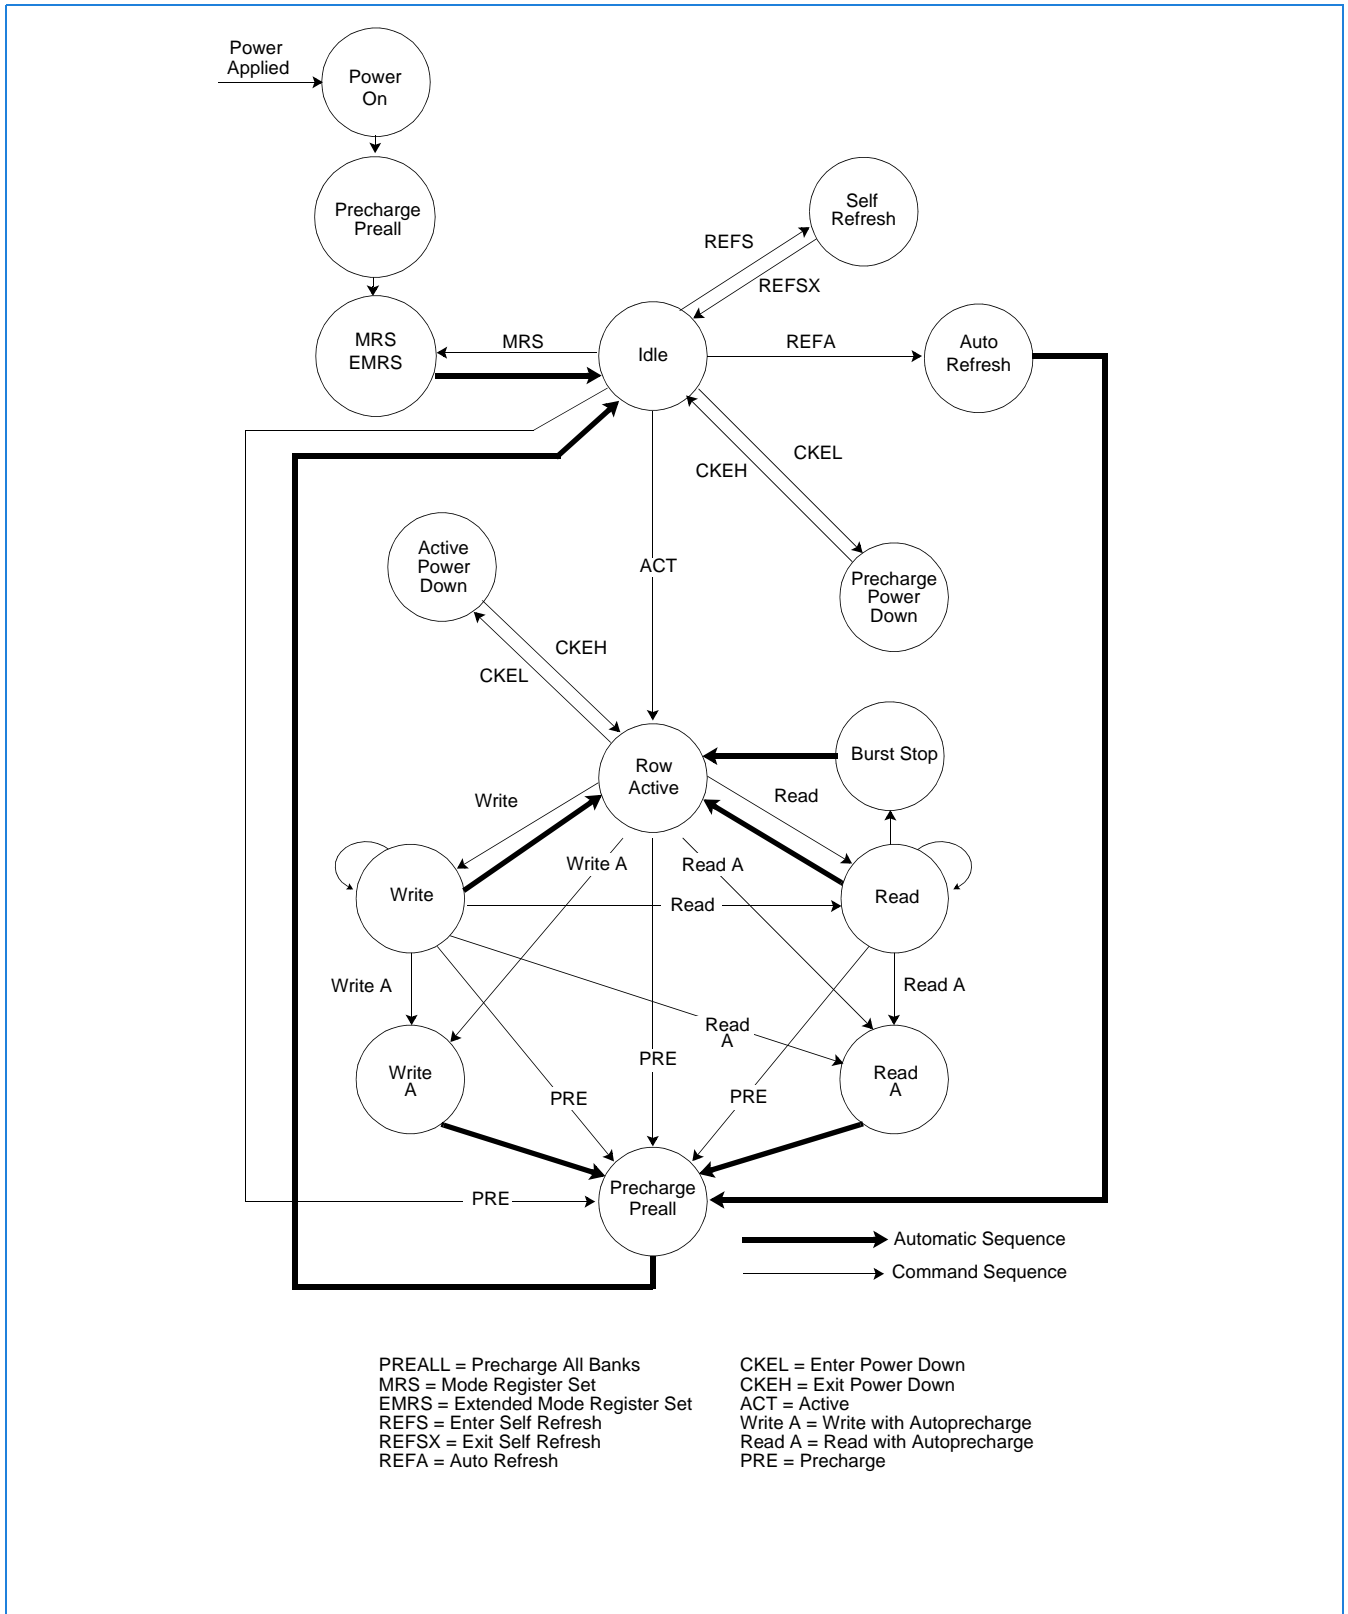 Power
Applied
Power
On
Precharge
Preall
Self
Refresh
REFS
REFSX
MRS
EMRS
MRS
Idle
REFA
Auto
Refresh
CKEL
CKEH
Active
Power
Down
ACT
Precharge
Power
Down
CKEH
CKEL
Burst Stop
Row
Active
Write
Read
Write A
Read A
Write
Read
Read
Write A
Read A
Read
A
PRE
Write
A
Read
A
PRE
PRE
Precharge
Preall
PRE
Automatic Sequence
Command Sequence
PREALL = Precharge All Banks
MRS = Mode Register Set
EMRS = Extended Mode Register Set
REFS = Enter Self Refresh
REFSX = Exit Self Refresh
REFA = Auto Refresh
CKEL = Enter Power Down
CKEH = Exit Power Down
ACT = Active
Write A = Write with Autoprecharge
Read A = Read with Autoprecharge
PRE = Precharge